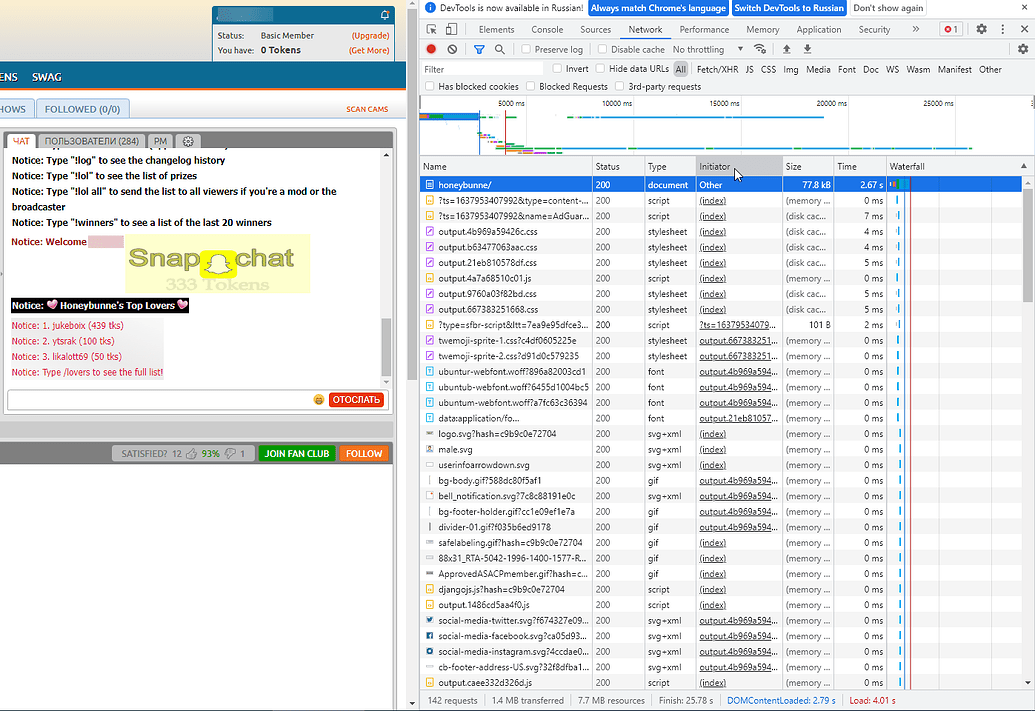 Status: Basic Member (Upgrade)
You have: 0 Tokens (Get More)
ENS SWAG
HOWS FOLLOWED (0/0) SCAN CAMS
ЧАТ ПОЛЬЗОВАТЕЛИ (284) PM
Notice: Type "!log" to see the changelog history
Notice: Type "!lol" to see the list of prizes
Notice: Type "!lol all" to send the list to all viewers if you're a mod or the
broadcaster
Notice: Type "!winners" to see a list of the last 20 winners
Notice: Welcome
Snapchat
333 Tokens
Notice: 💗 Honeybunne's Top Lovers💗
Notice: 1. jukeboix (439 tks)
Notice: 2. ytsrak (100 tks)
Notice: 3. likalott69 (50 tks)
Notice: Type /lovers to see the full list!
ОТОСЛАТЬ
SATISFIED? 12 93% 1 JOIN FAN CLUB FOLLOW
DevTools is now available in Russian! Always match Chrome's language Switch DevTools to Russian Don't show again
Elements Console Sources Network Performance Memory Application Security » 1
Preserve log Disable cache No throttling
Filter Invert Hide data URLs All Fetch/XHR JS CSS Img Media Font Doc WS Wasm Manifest Other
Has blocked cookies Blocked Requests 3rd-party requests
5000 ms 10000 ms 15000 ms 20000 ms 25000 ms
Name Status Type Initiator Size Time Waterfall
honeybunne/ 200 document Other 77.8 kB 2.67 s
?ts=1637953407992&type=content-... 200 script (index) (memory ... 0 ms
?ts=1637953407992&name=AdGuar... 200 script (index) (disk cac... 7 ms
output.4b969a59426c.css 200 stylesheet (index) (disk cac... 4 ms
output.b63477063aac.css 200 stylesheet (index) (disk cac... 4 ms
output.21eb810578df.css 200 stylesheet (index) (disk cac... 5 ms
output.4a7a68510c01.js 200 script (index) (memory ... 0 ms
output.9760a03f82bd.css 200 stylesheet (index) (disk cac... 5 ms
output.667383251668.css 200 stylesheet (index) (disk cac... 5 ms
?type=sfbr-script&ltt=7ea9e95dfce3... 200 script ?ts=16379534079... 101 B 2 ms
twemoji-sprite-1.css?c4df0605225e 200 stylesheet output.667383251... (memory ... 0 ms
twemoji-sprite-2.css?d91d0c579235 200 stylesheet output.667383251... (memory ... 0 ms
ubuntur-webfont.woff?896a82003cd1 200 font output.4b969a594... (memory ... 0 ms
ubuntub-webfont.woff?6455d1004bc5 200 font output.4b969a594... (memory ... 0 ms
ubuntum-webfont.woff?a7fc63c36394 200 font output.4b969a594... (memory ... 0 ms
data:application/fo... 200 font output.21eb81057... (memory ... 0 ms
logo.svg?hash=c9b9c0e72704 200 svg+xml (index) (memory ... 0 ms
male.svg 200 svg+xml (index) (memory ... 0 ms
userinfoarrowdown.svg 200 svg+xml (index) (memory ... 0 ms
bg-body.gif?588dc80f5af1 200 gif output.4b969a594... (memory ... 0 ms
bell_notification.svg?7c8c88191e0c 200 svg+xml output.4b969a594... (memory ... 0 ms
bg-footer-holder.gif?cc1e09ef1e7a 200 gif output.4b969a594... (memory ... 0 ms
divider-01.gif?f035b6ed9178 200 gif output.4b969a594... (memory ... 0 ms
safelabeling.gif?hash=c9b9c0e72704 200 gif (index) (memory ... 0 ms
88x31_RTA-5042-1996-1400-1577-R... 200 gif (index) (memory ... 0 ms
ApprovedASACPmember.gif?hash=c... 200 gif (index) (memory ... 0 ms
djangojs.js?hash=c9b9c0e72704 200 script (index) (memory ... 0 ms
output.1486cd5aa4f0.js 200 script (index) (memory ... 0 ms
social-media-twitter.svg?f674327e09... 200 svg+xml output.4b969a594... (memory ... 0 ms
social-media-facebook.svg?ca05d93... 200 svg+xml output.4b969a594... (memory ... 0 ms
social-media-instagram.svg?4ccdae0... 200 svg+xml output.4b969a594... (memory ... 0 ms
cb-footer-address-US.svg?32f8dfba1... 200 svg+xml output.4b969a594... (memory ... 0 ms
output.caee332d326d.js 200 script (index) (memory ... 0 ms
142 requests 1.4 MB transferred 7.7 MB resources Finish: 25.78 s DOMContentLoaded: 2.79 s Load: 4.01 s